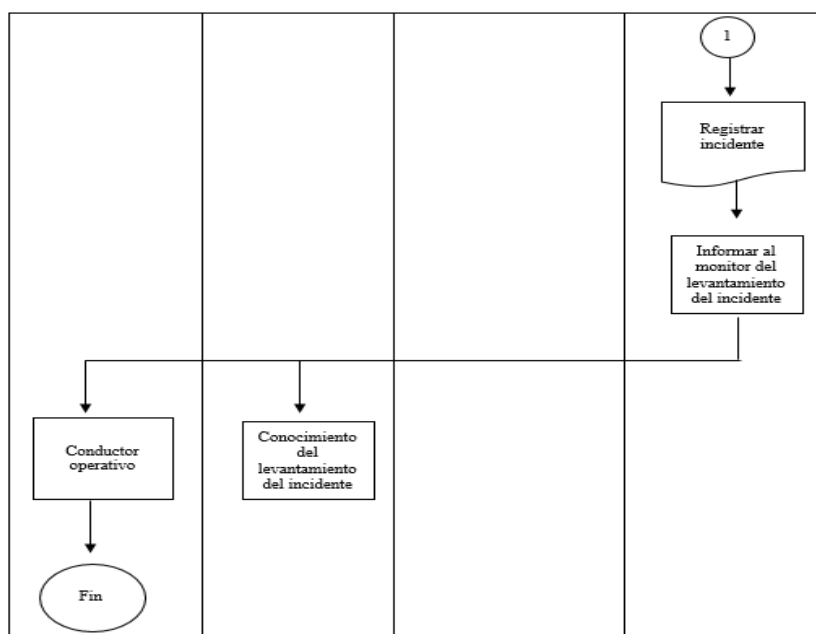 1
Registrar
incidente
Informar al
monitor del
levantamiento
del incidente
Conductor
operativo
Conocimiento
del
levantamiento
del incidente
Fin